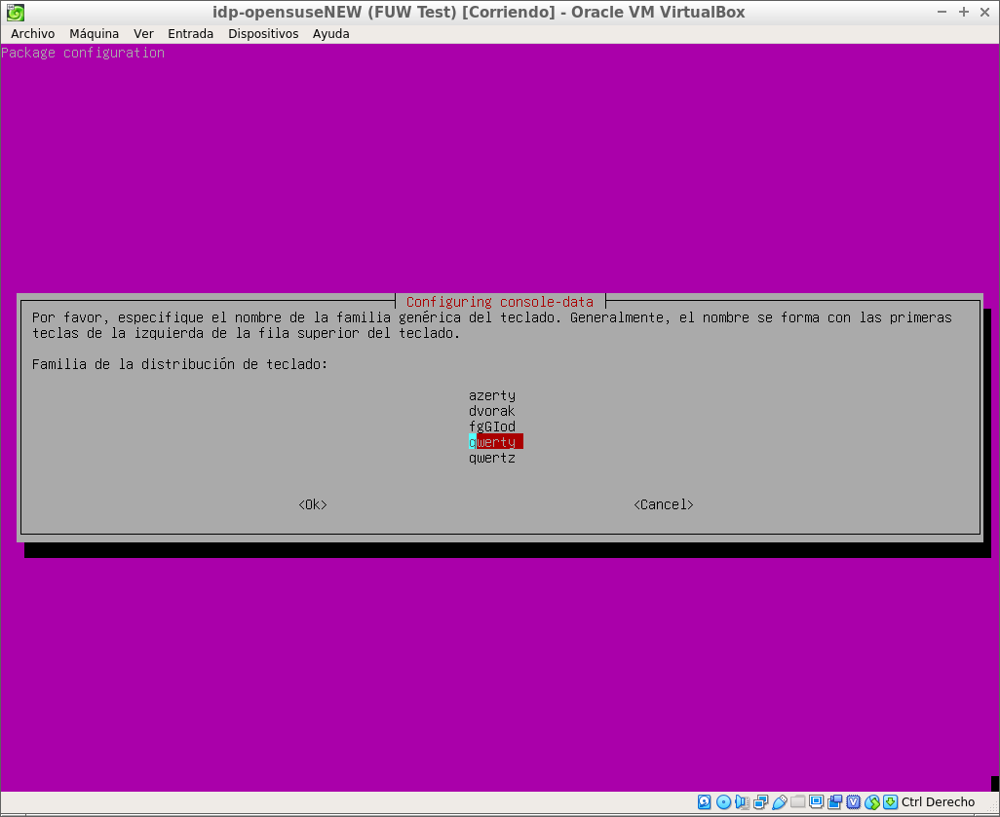 idp-opensuseNEW (FUW Test) [Corriendo] - Oracle VM VirtualBox
Archivo Máquina Ver Entrada Dispositivos Ayuda
Package configuration
Configuring console-data
Por favor, especifique el nombre de la familia genérica del teclado. Generalmente, el nombre se forma con las primeras
teclas de la izquierda de la fila superior del teclado.
Familia de la distribución de teclado:
azerty
dvorak
fgGIod
qwerty
qwertz
<Ok> <Cancel>
Ctrl Derecho